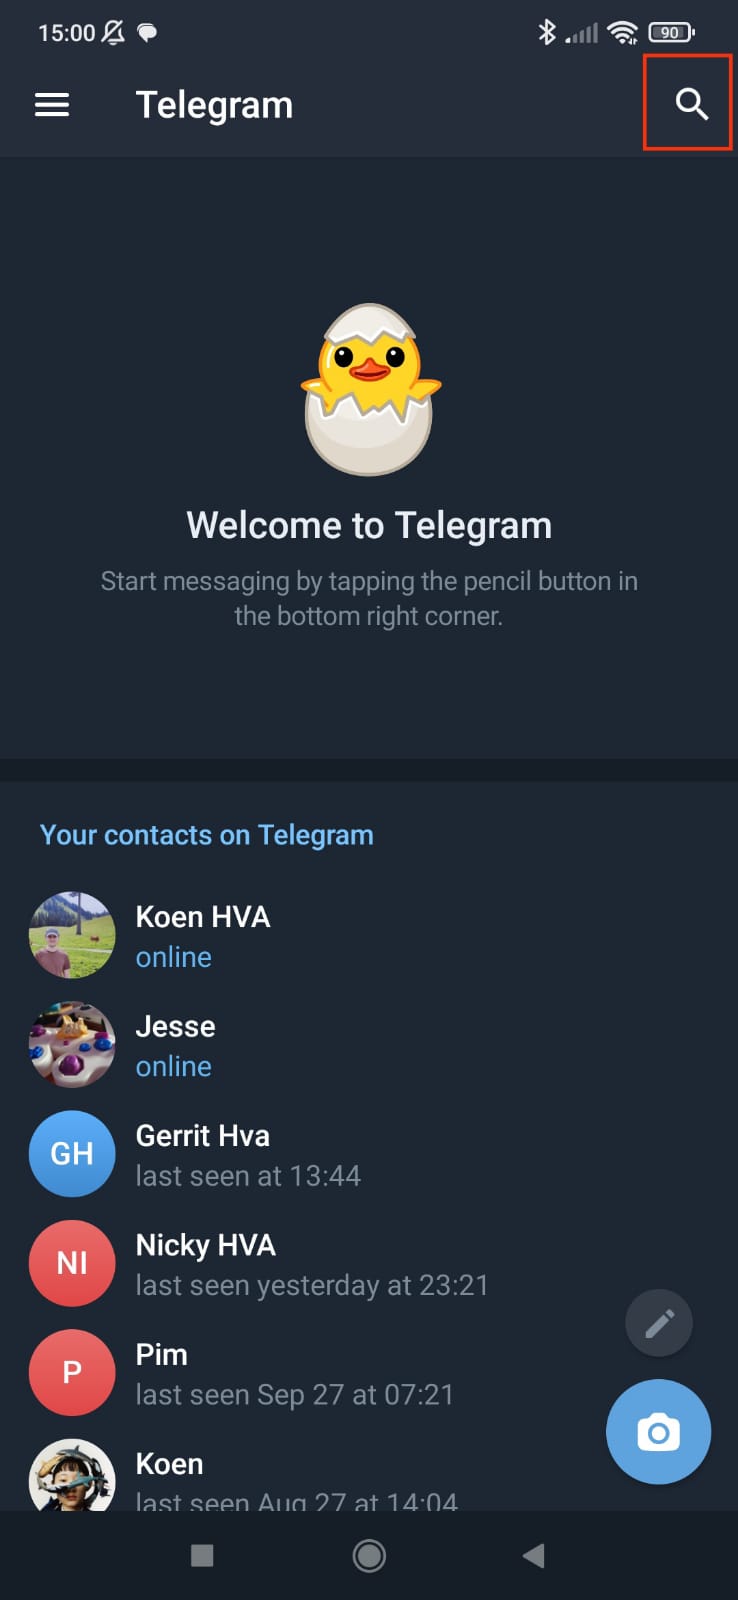 15:00
90
Telegram
Welcome to Telegram
Start messaging by tapping the pencil button in
the bottom right corner.
Your contacts on Telegram
Koen HVA
online
Jesse
online
GH
Gerrit Hva
last seen at 13:44
NI
Nicky HVA
last seen yesterday at 23:21
P
Pim
last seen Sep 27 at 07:21
Koen
last seen Aug 27 at 14:04